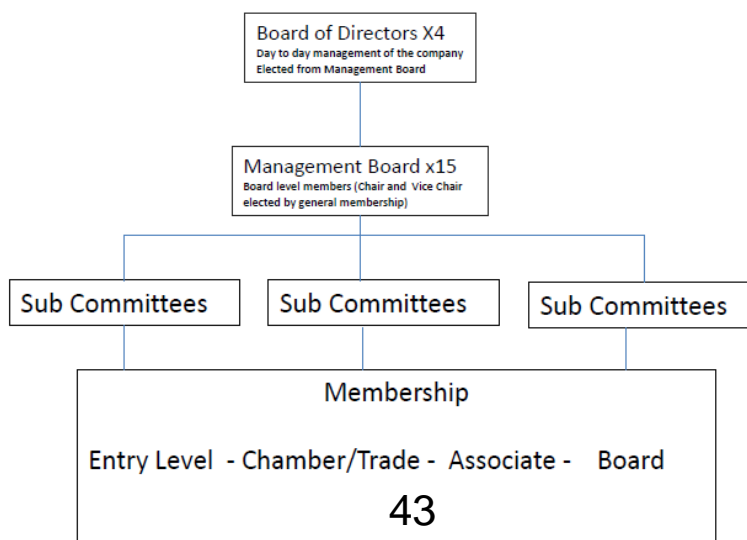 Board of Directors X4
Day to day management of the company
Elected from Management Board
Management Board x15
Board level members (Chair and Vice Chair
elected by general membership)
Sub Committees
Sub Committees
Sub Committees
Membership
Entry Level - Chamber/Trade - Associate - Board
43